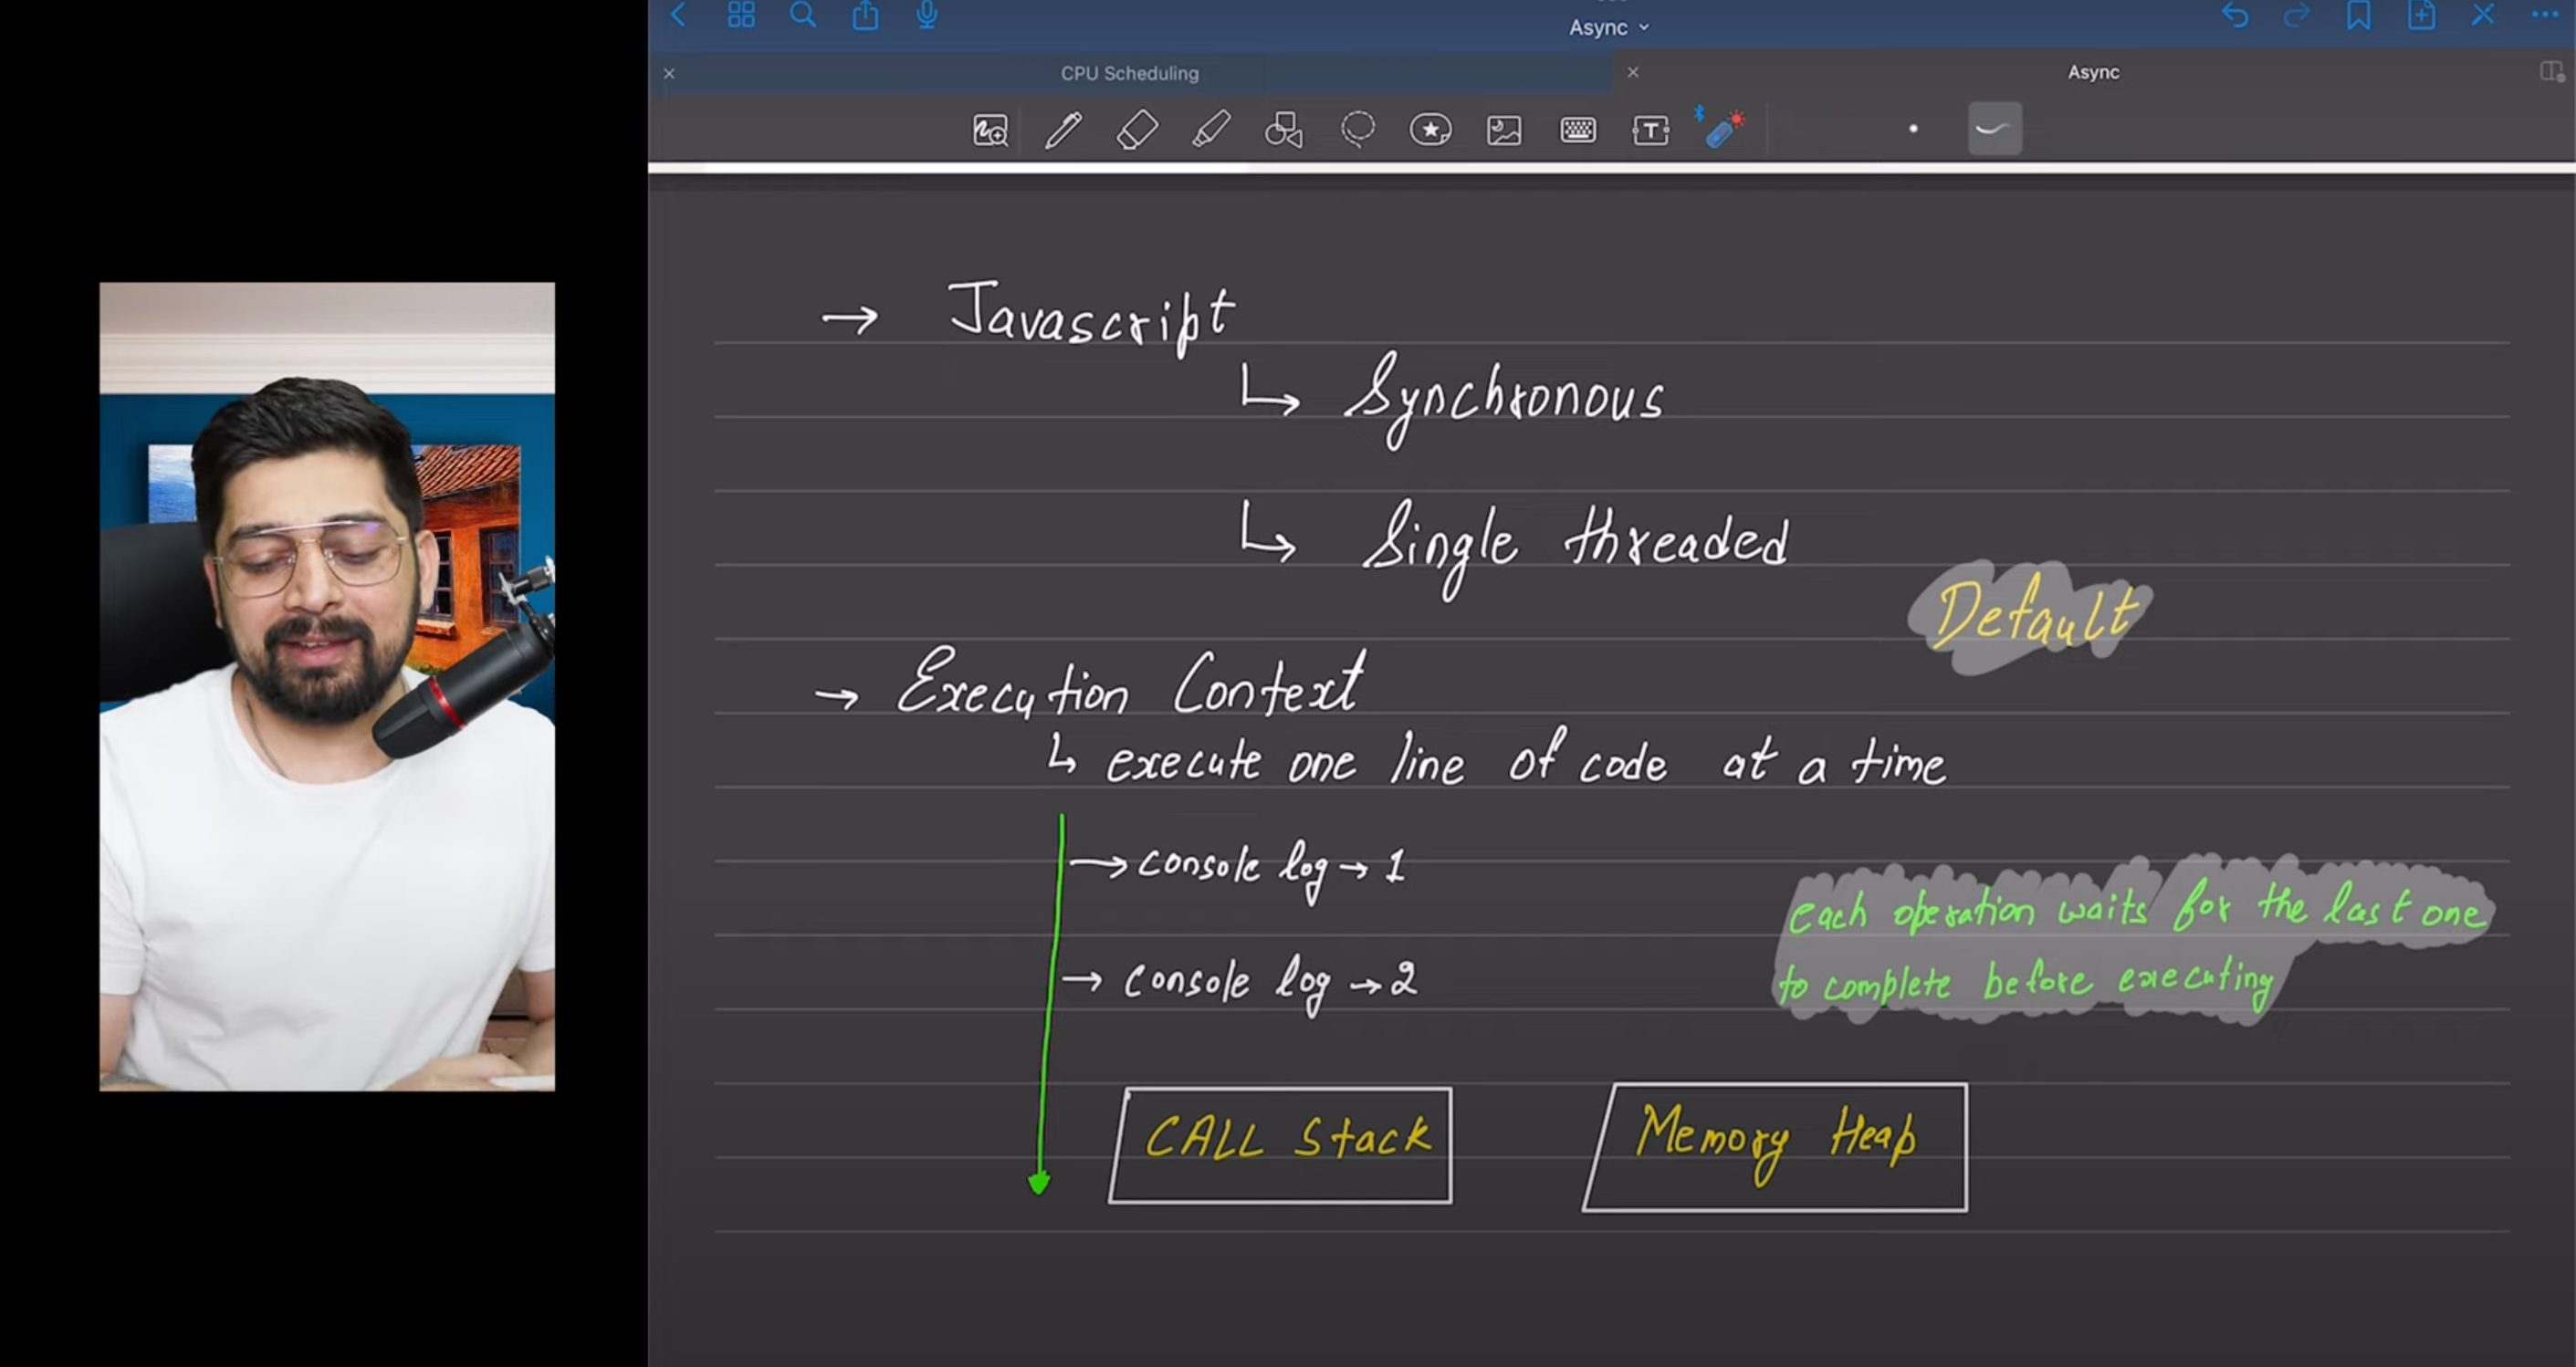 Async
CPU Scheduling
Async
→ Javascript
↳ Synchronous
↳ Single threaded
Default
→ Execution Context
↳ execute one line of code at a time
→ console log → 1
each operation waits for the last one
to complete before executing
→ console log → 2
CALL Stack
Memory Heap